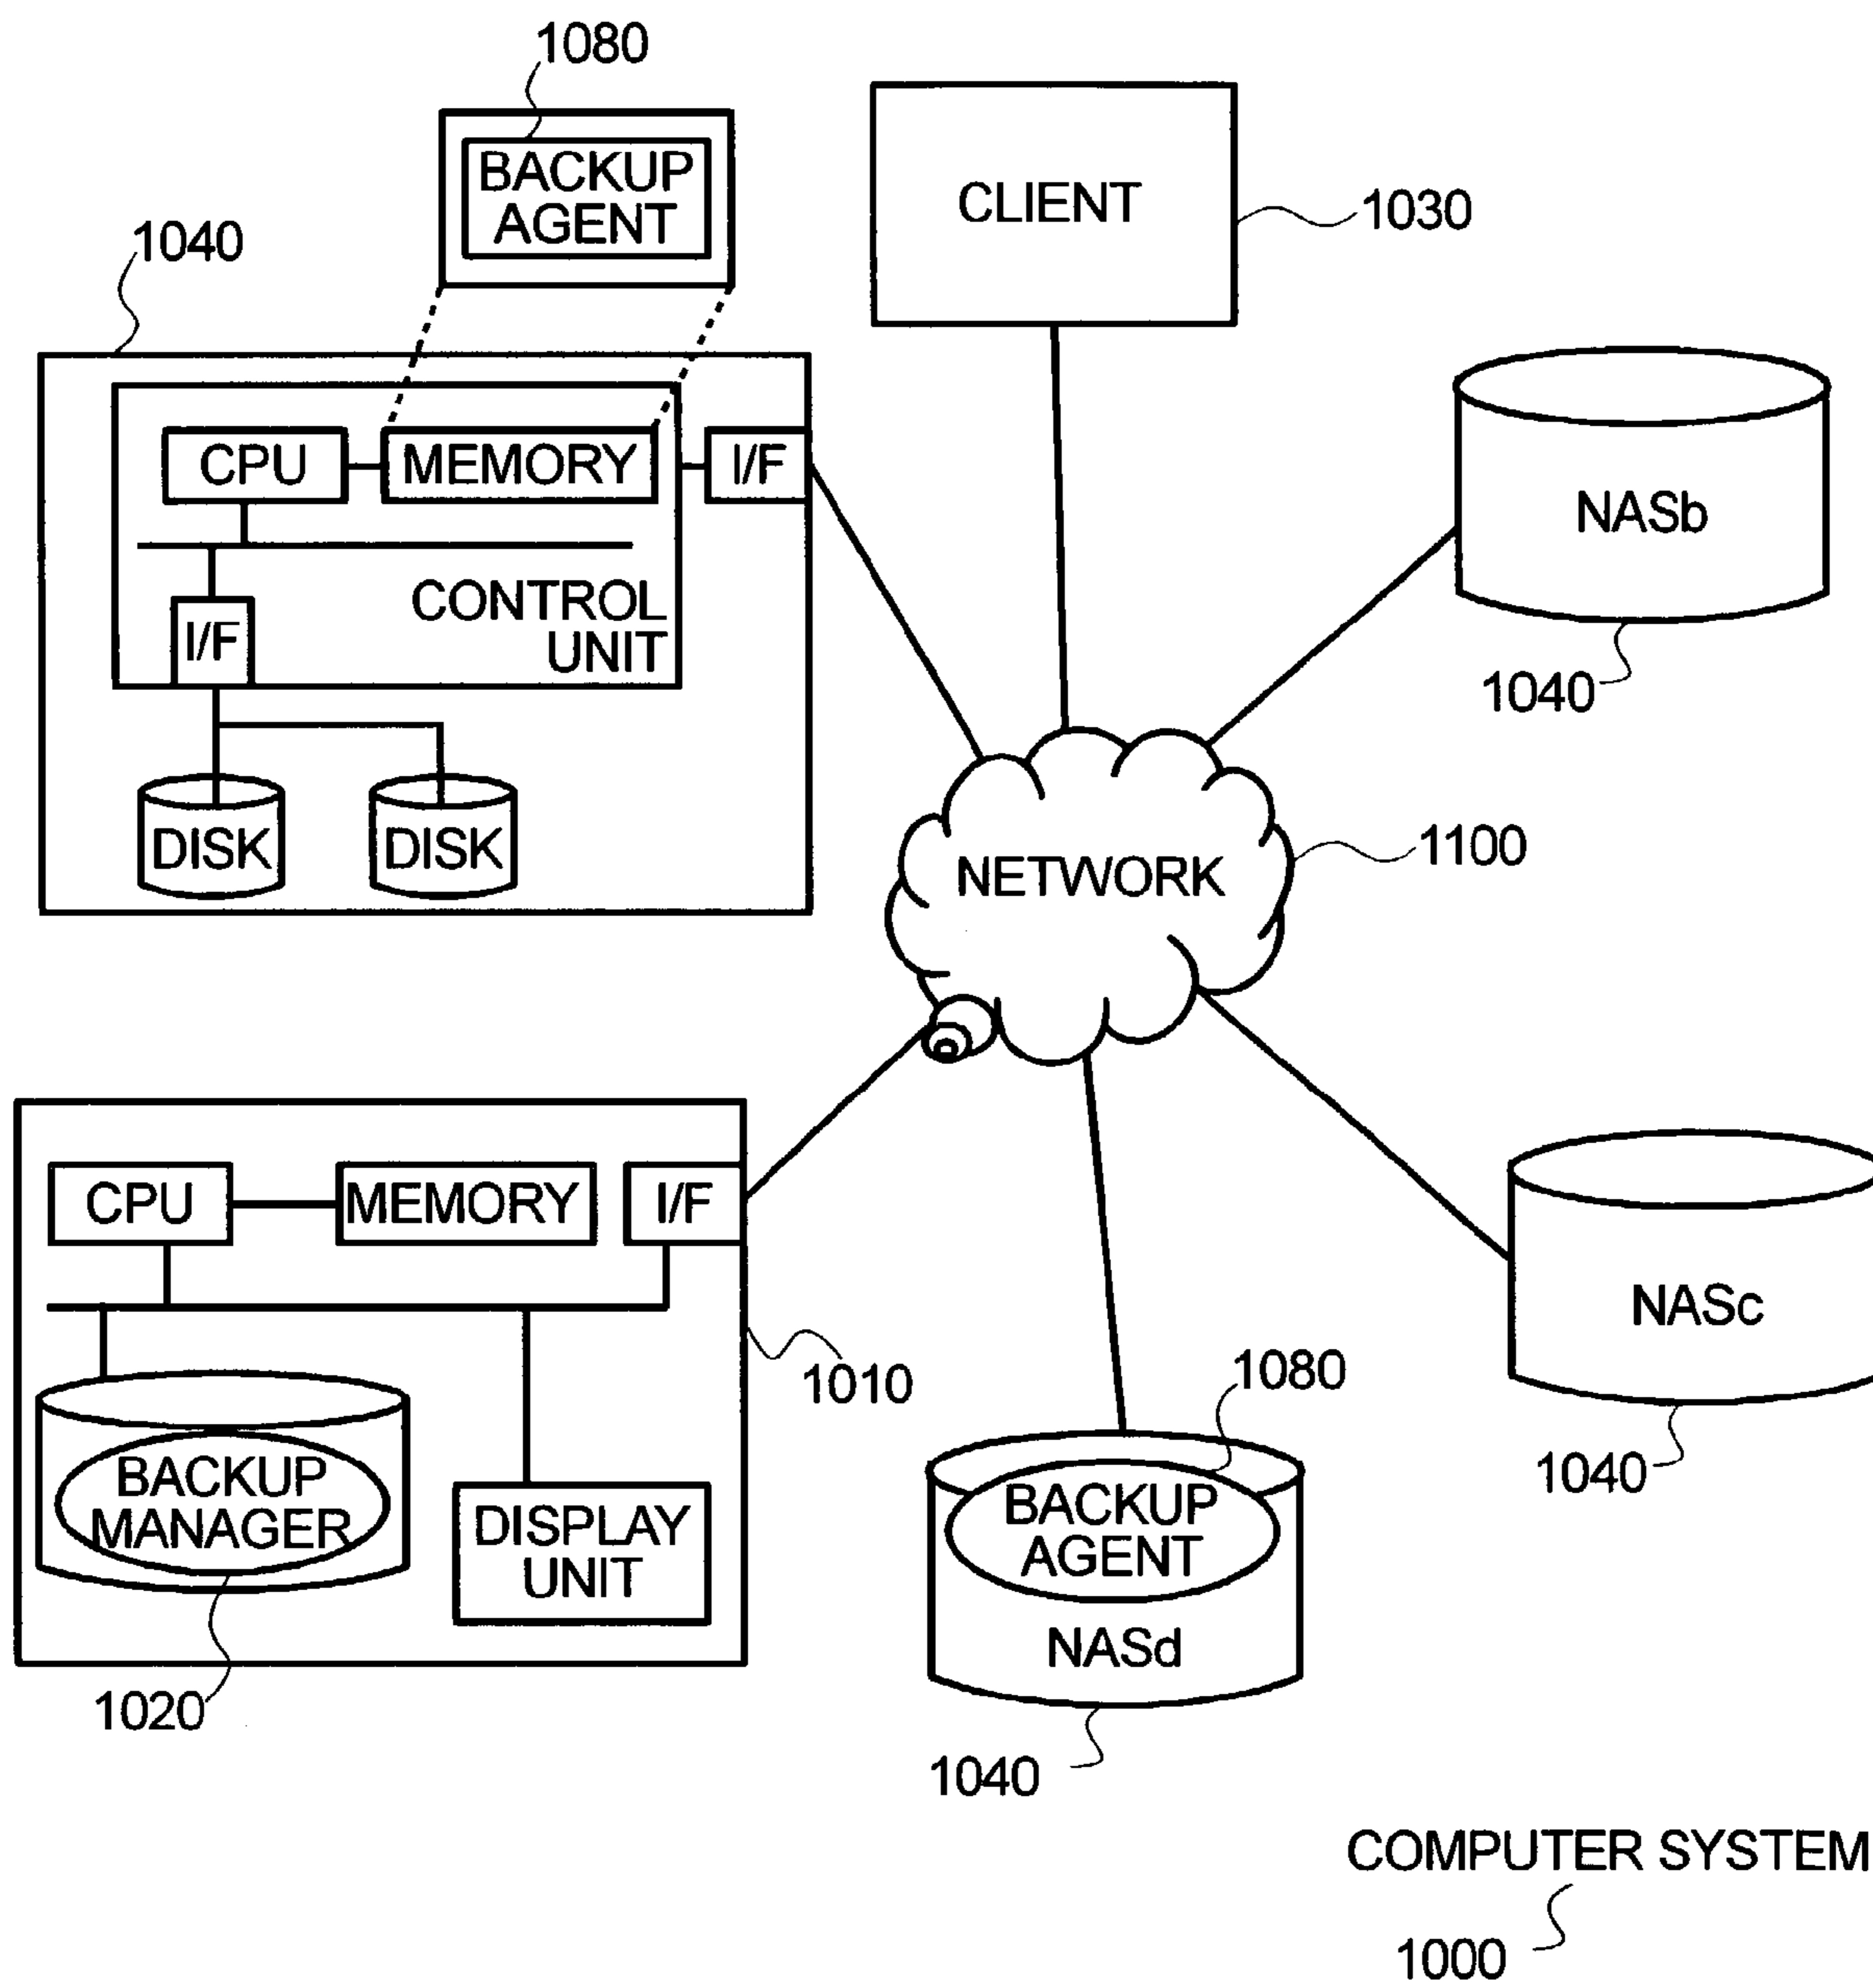 1080
BACKUP
AGENT
CLIENT
1030
1040
CPU
MEMORY
I/F
NASb
CONTROL
UNIT
I/F
1040
DISK
DISK
NETWORK
1100
CPU
MEMORY
I/F
NASc
1010
1080
BACKUP
MANAGER
DISPLAY
UNIT
BACKUP
AGENT
1040
NASd
1020
1040
COMPUTER SYSTEM
1000